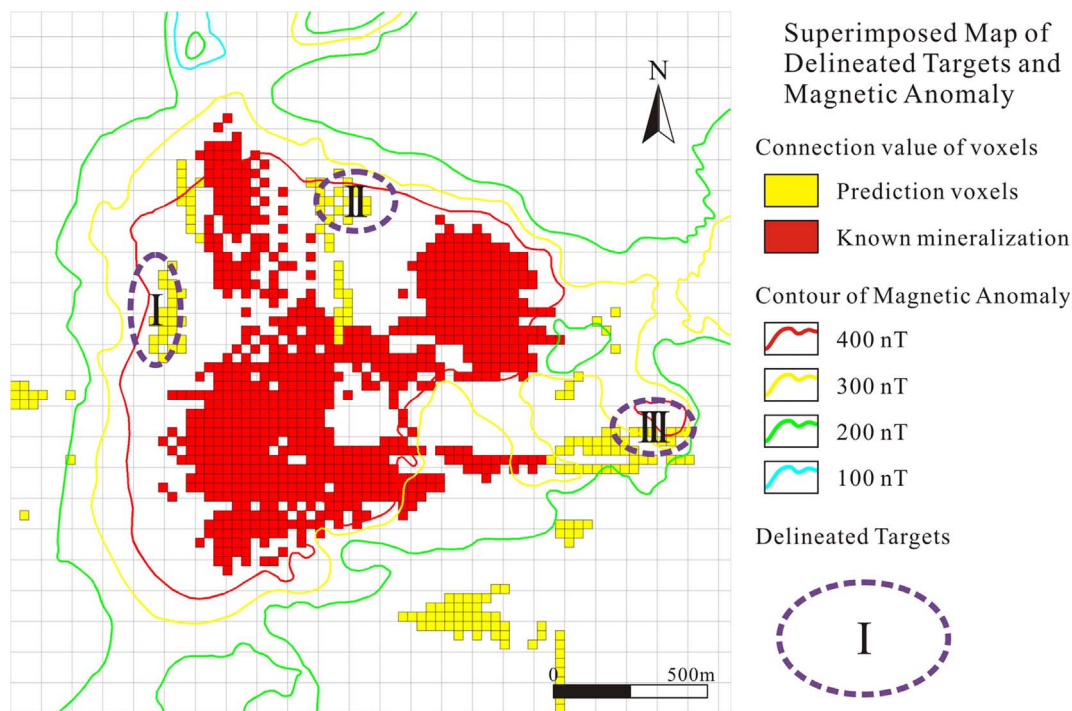 N
I
II
III
0 500m
Superimposed Map of
Delineated Targets and
Magnetic Anomaly
Connection value of voxels
Prediction voxels
Known mineralization
Contour of Magnetic Anomaly
400 nT
300 nT
200 nT
100 nT
Delineated Targets
I